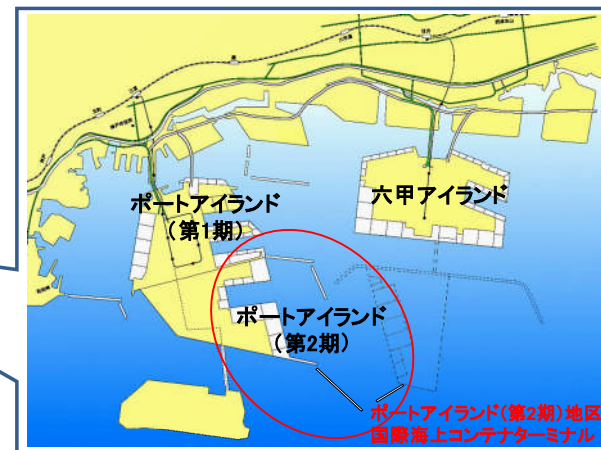 ポートアイランド
(第1期)
六甲アイランド
ポートアイランド
(第2期)
ポートアイランド(第2期)地区
国際海上コンテナターミナル